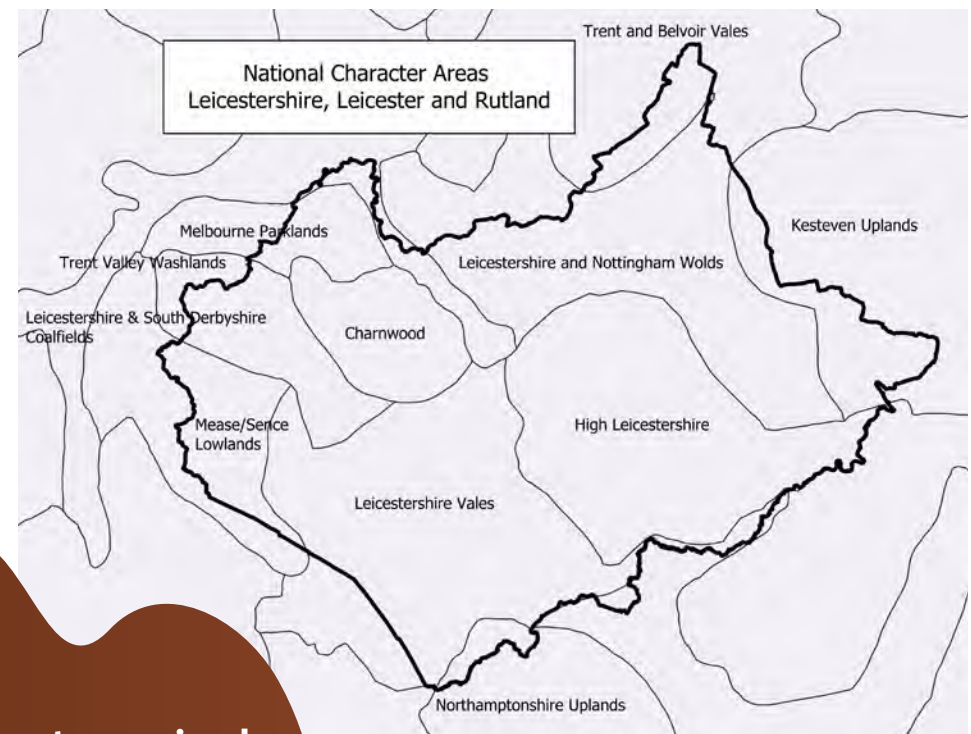 Trent and Belvoir Vales
National Character Areas
Leicestershire, Leicester and Rutland
Kesteven Uplands
Melbourne Parklands
Trent Valley Washlands
Leicestershire and Nottingham Wolds
Leicestershire & South Derbyshire
Coalfields
Charnwood
Mease/Sence
Lowlands
High Leicestershire
Leicestershire Vales
Northamptonshire Uplands